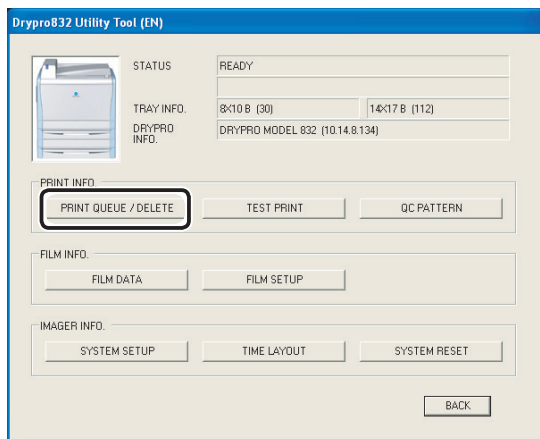 Drypro832 Utility Tool (EN)
STATUS READY
TRAY INFO. 8X10 B (30) 14X17 B (112)
DRYPRO INFO. DRYPRO MODEL 832 (10.14.8.134)
PRINT INFO
PRINT QUEUE / DELETE TEST PRINT QC PATTERN
FILM INFO.
FILM DATA FILM SETUP
IMAGER INFO.
SYSTEM SETUP TIME LAYOUT SYSTEM RESET
BACK